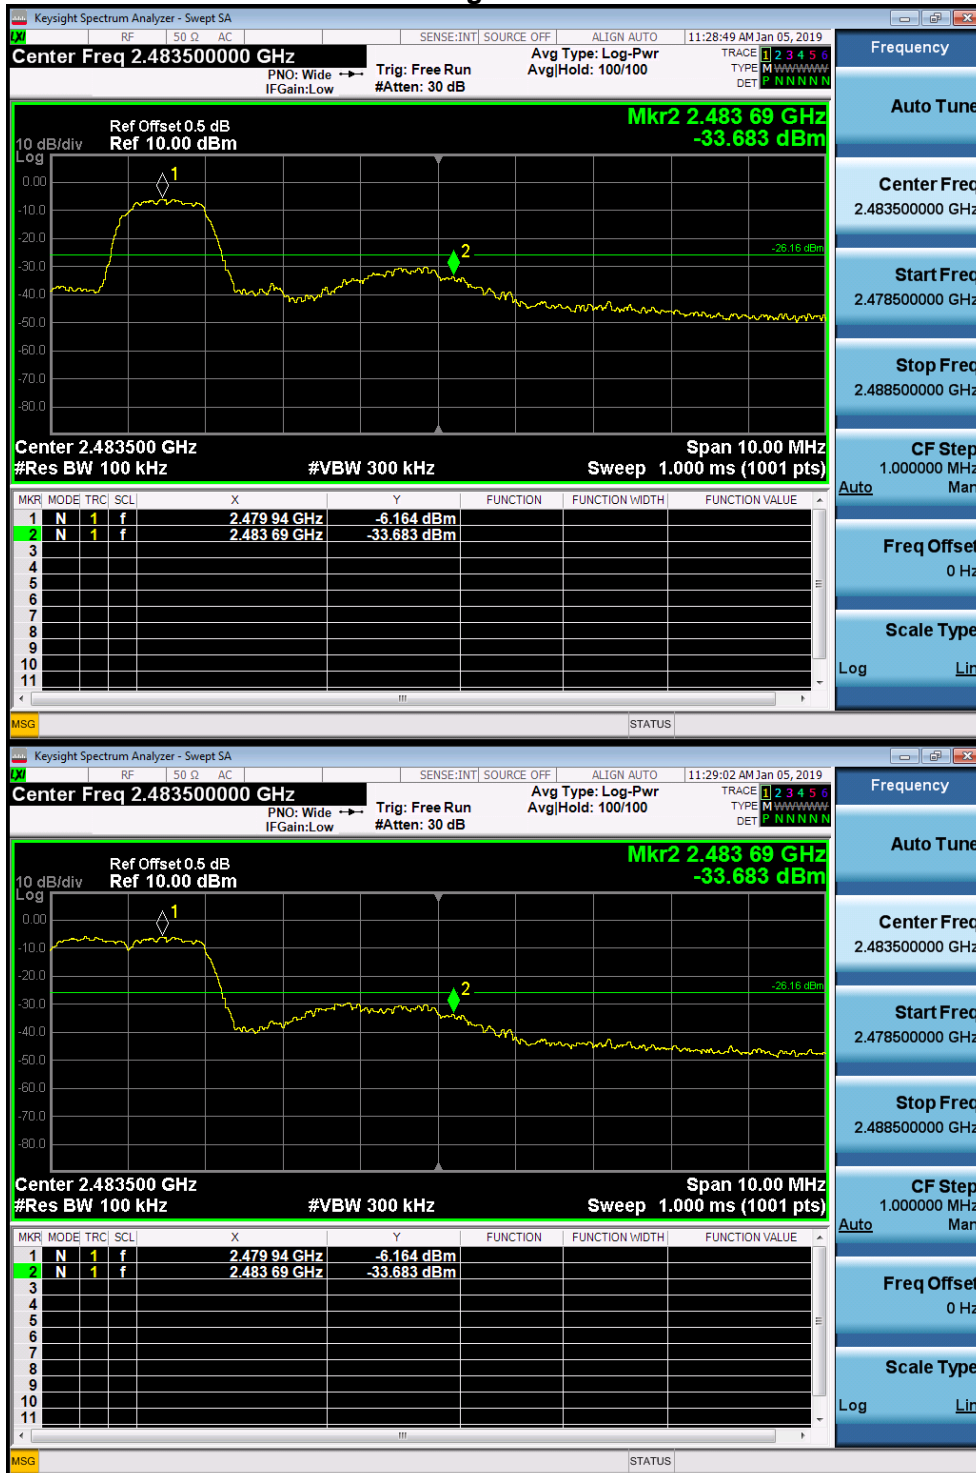 Keysight Spectrum Analyzer - Swept SA
LXI RF 50 Ω AC SENSE:INT SOURCE OFF ALIGN AUTO 11:28:49 AM Jan 05, 2019
Center Freq 2.483500000 GHz Avg Type: Log-Pwr TRACE 1 2 3 4 5 6
PNO: Wide Trig: Free Run Avg|Hold: 100/100 TYPE M WWWWW
IFGain:Low #Atten: 30 dB DET P N N N N N
Frequency
Auto Tune
Mkr2 2.483 69 GHz
Ref Offset 0.5 dB
10 dB/div Ref 10.00 dBm -33.683 dBm
Log
0.00
-10.0
-20.0
-30.0
-40.0
-50.0
-60.0
-70.0
-80.0
1
2
-26.16 dBm
Center 2.483500 GHz Span 10.00 MHz
#Res BW 100 kHz #VBW 300 kHz Sweep 1.000 ms (1001 pts)
Center Freq
2.483500000 GHz
Start Freq
2.478500000 GHz
Stop Freq
2.488500000 GHz
CF Step
1.000000 MHz
Auto Man
Freq Offset
0 Hz
Scale Type
Log Lin
MKR MODE TRC SCL X Y FUNCTION FUNCTION WIDTH FUNCTION VALUE
1 N 1 f 2.479 94 GHz -6.164 dBm
2 N 1 f 2.483 69 GHz -33.683 dBm
3
4
5
6
7
8
9
10
11
MSG STATUS
Keysight Spectrum Analyzer - Swept SA
LXI RF 50 Ω AC SENSE:INT SOURCE OFF ALIGN AUTO 11:29:02 AM Jan 05, 2019
Center Freq 2.483500000 GHz Avg Type: Log-Pwr TRACE 1 2 3 4 5 6
PNO: Wide Trig: Free Run Avg|Hold: 100/100 TYPE M WWWWW
IFGain:Low #Atten: 30 dB DET P N N N N N
Frequency
Auto Tune
Mkr2 2.483 69 GHz
Ref Offset 0.5 dB
10 dB/div Ref 10.00 dBm -33.683 dBm
Log
0.00
-10.0
-20.0
-30.0
-40.0
-50.0
-60.0
-70.0
-80.0
1
2
-26.16 dBm
Center 2.483500 GHz Span 10.00 MHz
#Res BW 100 kHz #VBW 300 kHz Sweep 1.000 ms (1001 pts)
Center Freq
2.483500000 GHz
Start Freq
2.478500000 GHz
Stop Freq
2.488500000 GHz
CF Step
1.000000 MHz
Auto Man
Freq Offset
0 Hz
Scale Type
Log Lin
MKR MODE TRC SCL X Y FUNCTION FUNCTION WIDTH FUNCTION VALUE
1 N 1 f 2.479 94 GHz -6.164 dBm
2 N 1 f 2.483 69 GHz -33.683 dBm
3
4
5
6
7
8
9
10
11
MSG STATUS